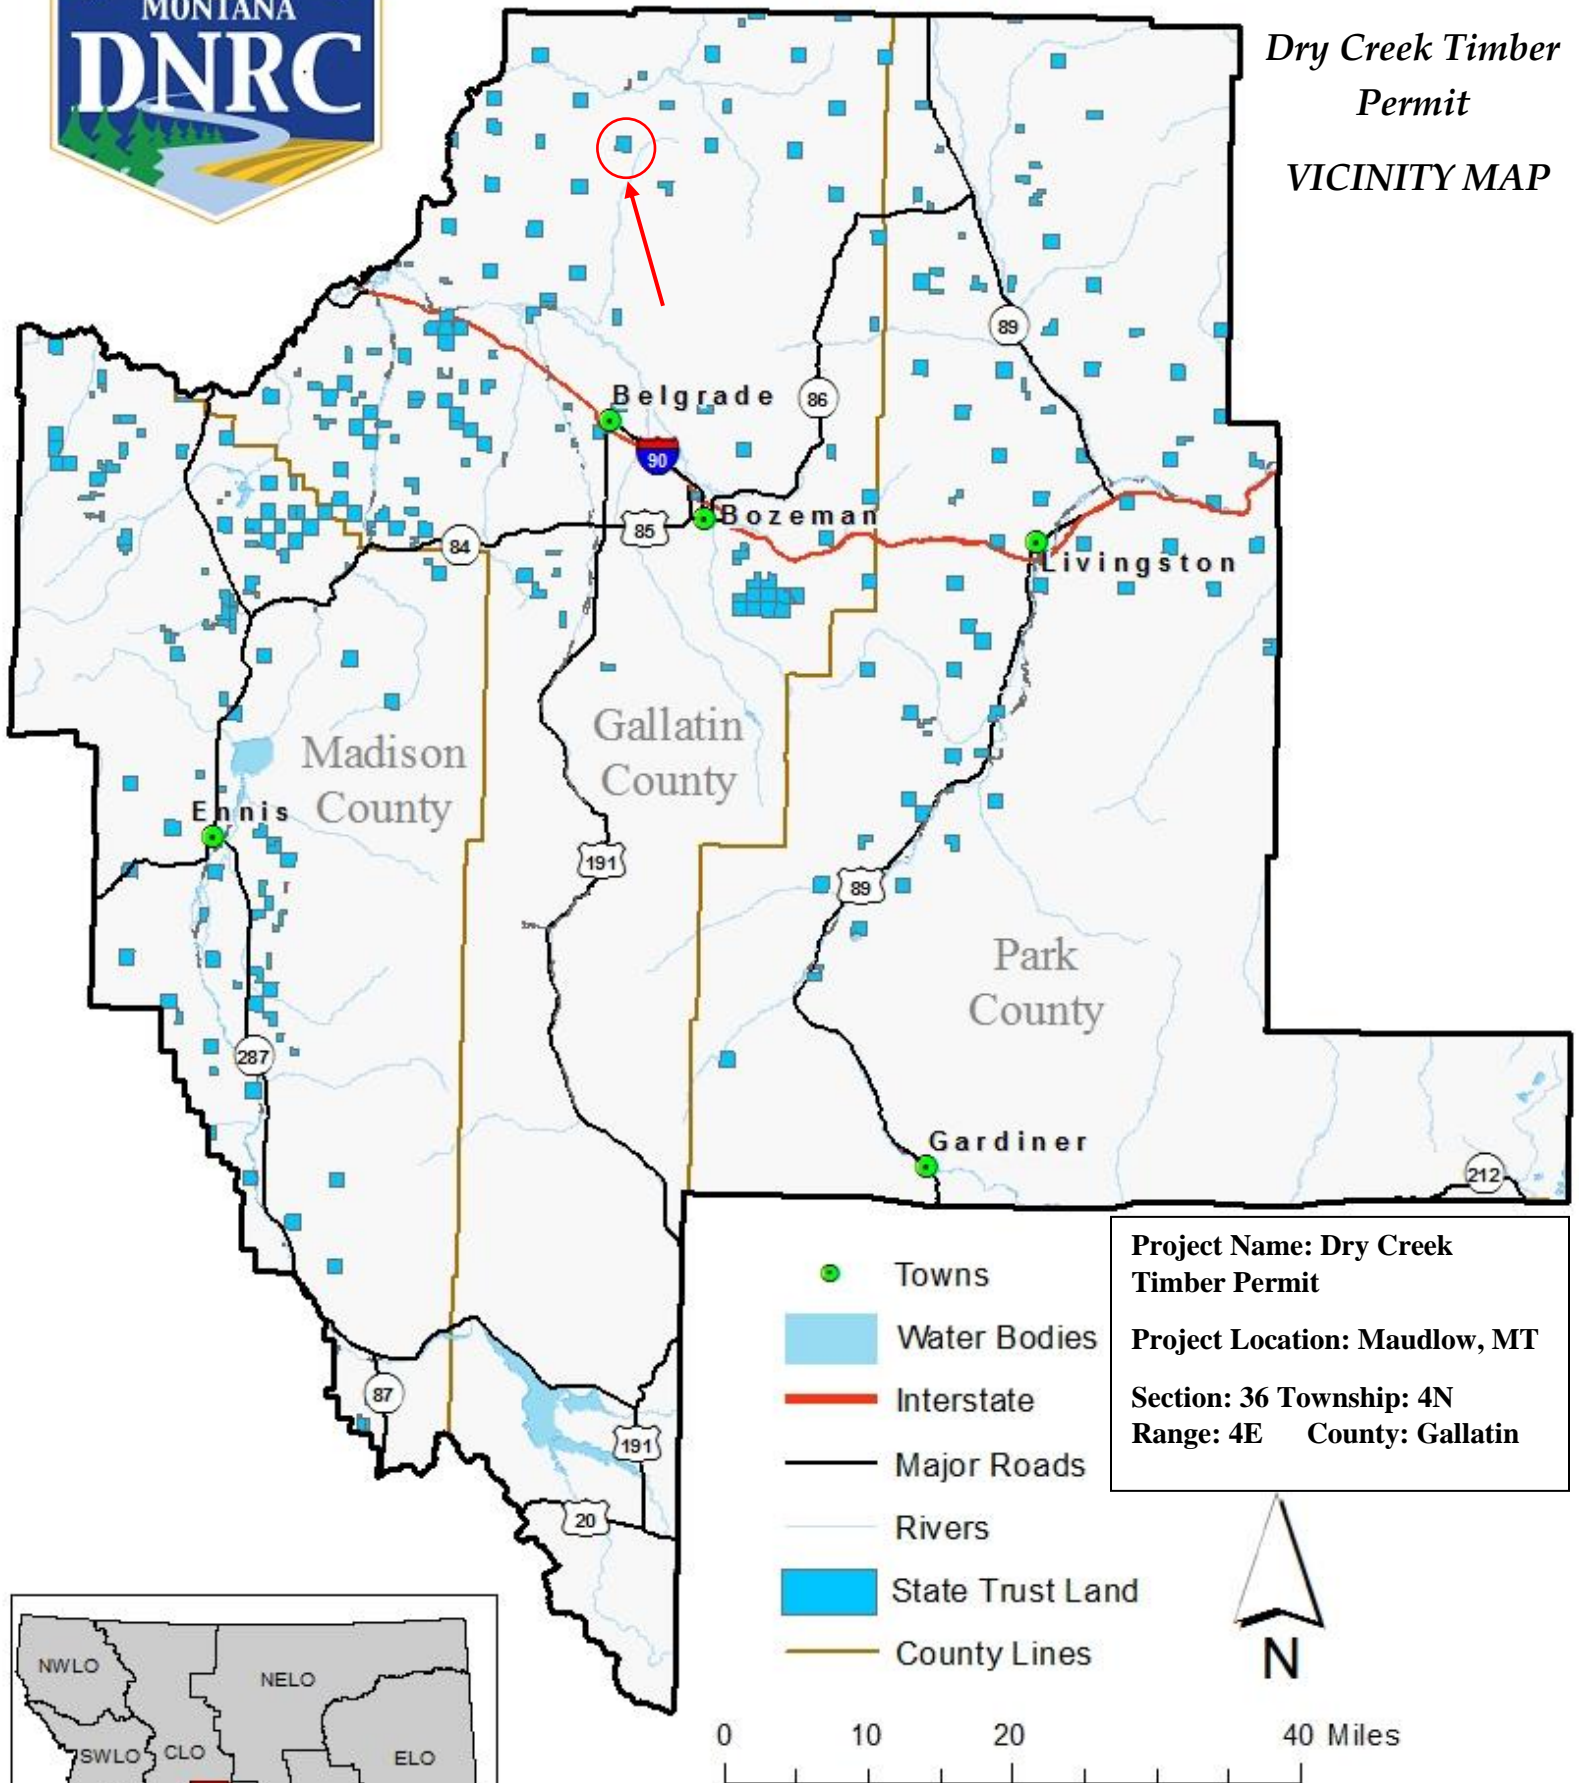 MONTANA
DNRC
Dry Creek Timber
Permit
VICINITY MAP
89
Belgrade
86
90
Bozeman
85
84
Livingston
Gallatin
County
Madison
County
Ennis
191
89
Park
County
287
Gardiner
212
87
191
20
Towns
Water Bodies
Interstate
Major Roads
Rivers
State Trust Land
County Lines
Project Name: Dry Creek
Timber Permit
Project Location: Maudlow, MT
Section: 36 Township: 4N
Range: 4E County: Gallatin
N
NWLO
NELO
SWLO
CLO
ELO
0 10 20 40 Miles